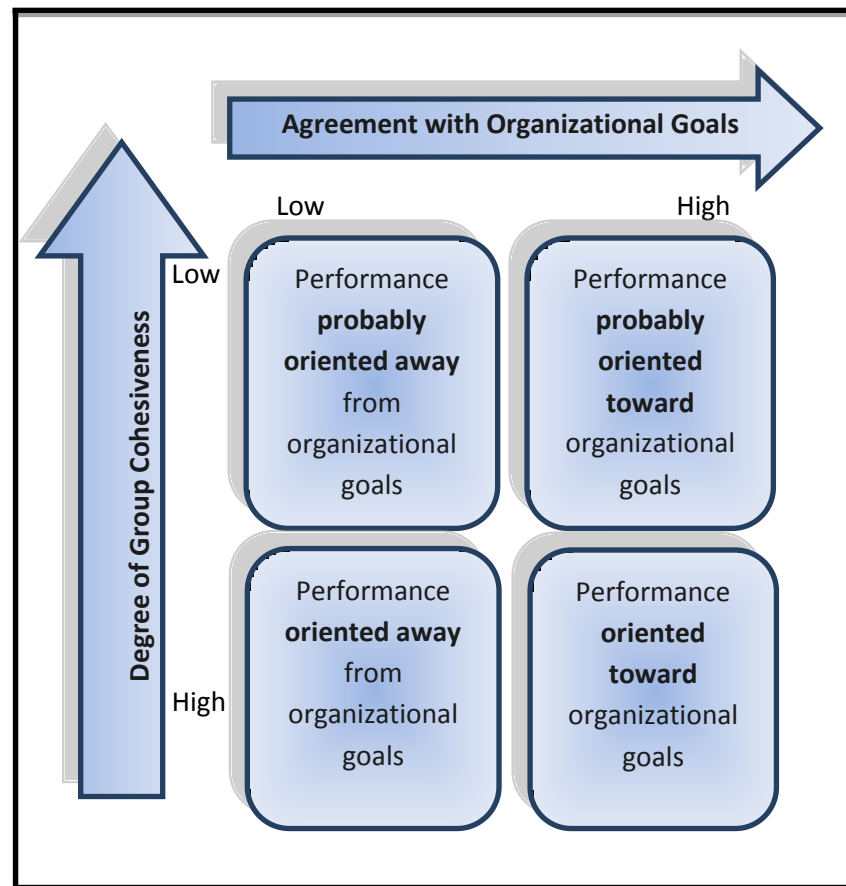 Agreement with Organizational Goals
Low
High
Degree of Group Cohesiveness
Low
Performance
probably
oriented away
from
organizational
goals
Performance
probably
oriented
toward
organizational
goals
High
Performance
oriented away
from
organizational
goals
Performance
oriented
toward
organizational
goals